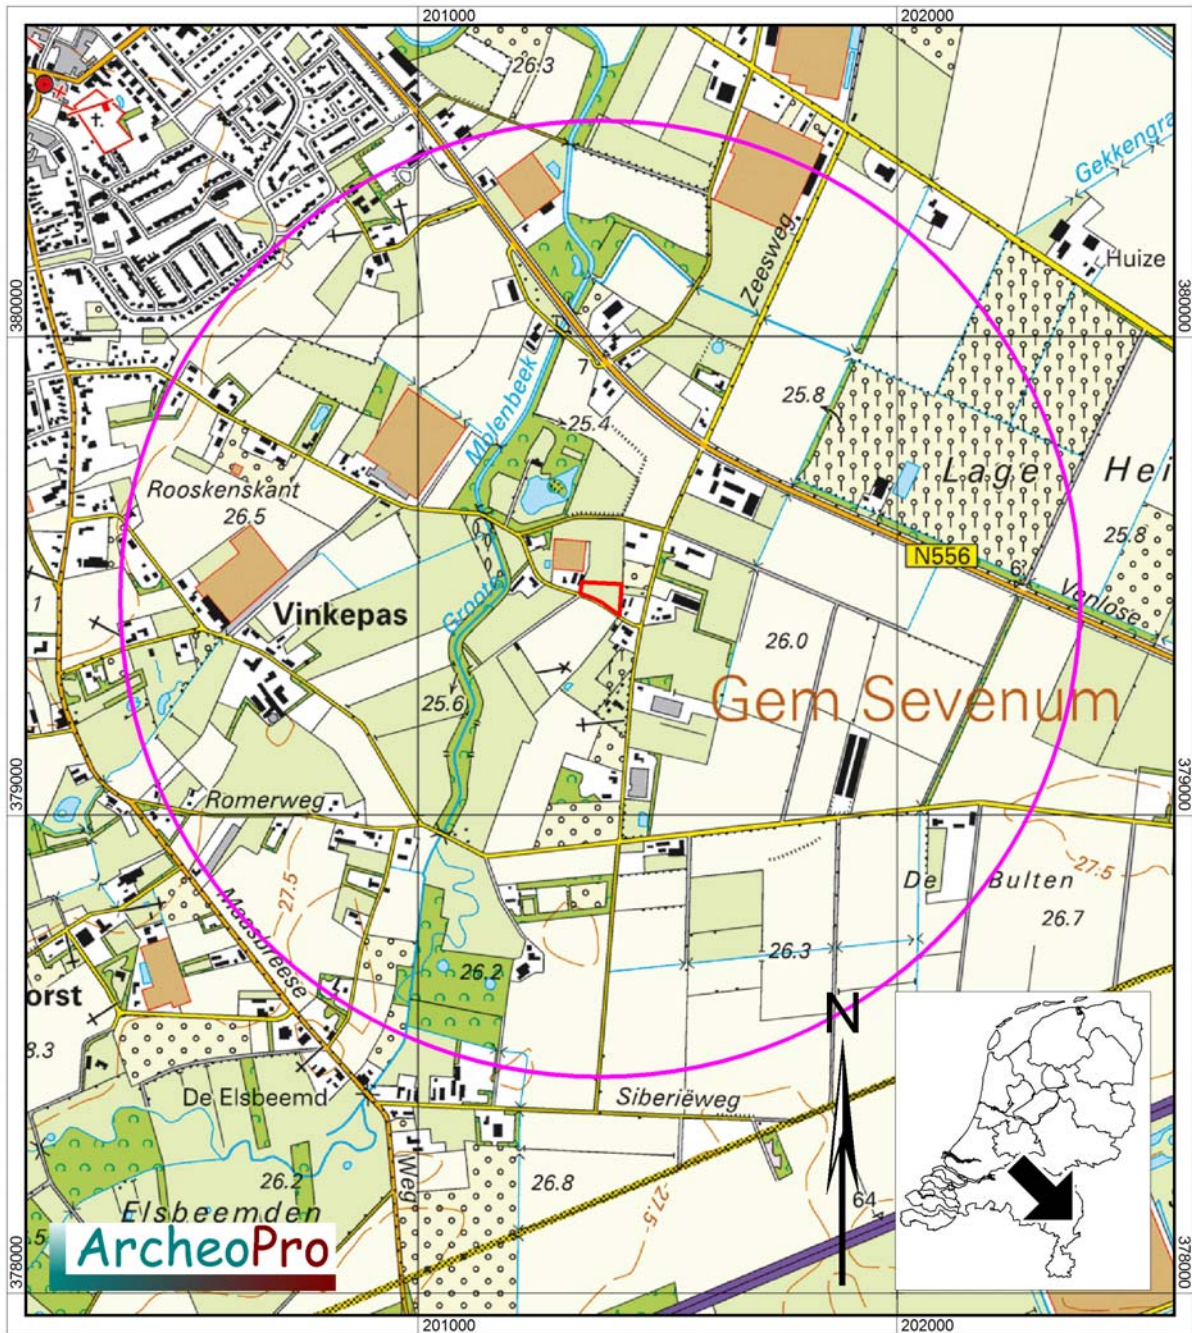 201000
202000
26.3
Gekkengra
Huize
Zeesweg
380000
380000
7
Molenbeek
25.8
25.4
Lage Hei
Rooskenskant
26.5
25.8
N556
6
Venlose
1
Vinkepas
Groote
26.0
25.6
Gem Sevenum
379000
379000
Romerweg
27.5
27.5
De Bulten
26.7
Maasbreese
26.3
26.2
orst
N
8.3
De Elsbeemd
Siberiëweg
Weg
26.2
26.8
27.5
64
Elsbeemden
.5
ArcheoPro
378000
378000
201000
202000